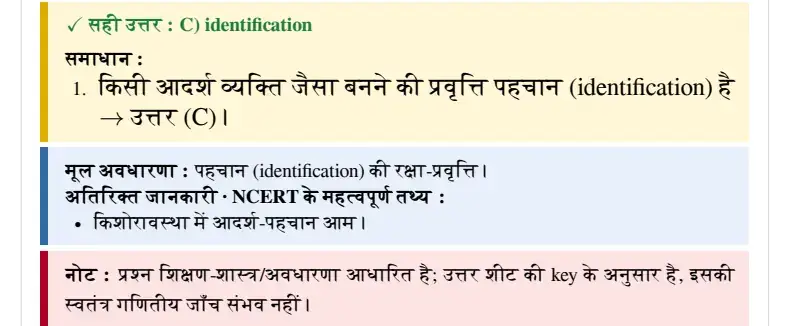 ✓ सही उत्तर : C) identification
समाधान :
1. किसी आदर्श व्यक्ति जैसा बनने की प्रवृत्ति पहचान (identification) है
→ उत्तर (C)।
मूल अवधारणा : पहचान (identification) की रक्षा-प्रवृत्ति।
अतिरिक्त जानकारी · NCERT के महत्वपूर्ण तथ्य :
• किशोरावस्था में आदर्श-पहचान आम।
नोट : प्रश्न शिक्षण-शास्त्र/अवधारणा आधारित है; उत्तर शीट की key के अनुसार है, इसकी
स्वतंत्र गणितीय जाँच संभव नहीं।